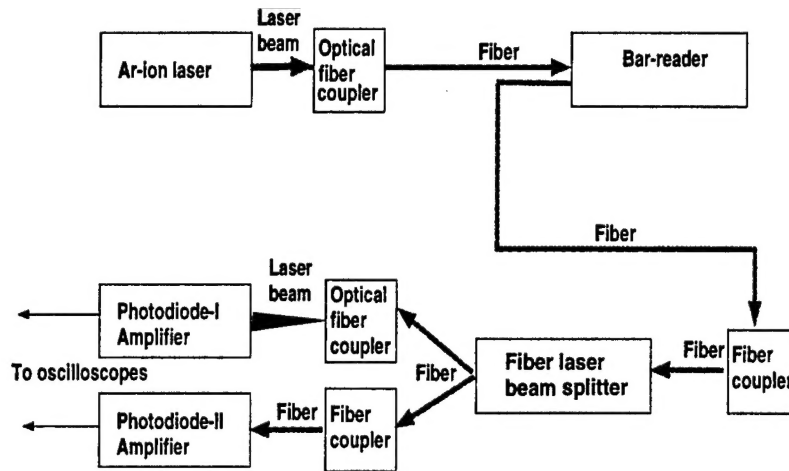 Laser
beam
Ar-ion laser
Optical
fiber
coupler
Fiber
Bar-reader
Fiber
Laser
beam
Photodiode-I
Amplifier
Optical
fiber
coupler
Fiber laser
beam splitter
Fiber
Fiber
coupler
To oscilloscopes
Fiber
Photodiode-II
Amplifier
Fiber
Fiber
coupler